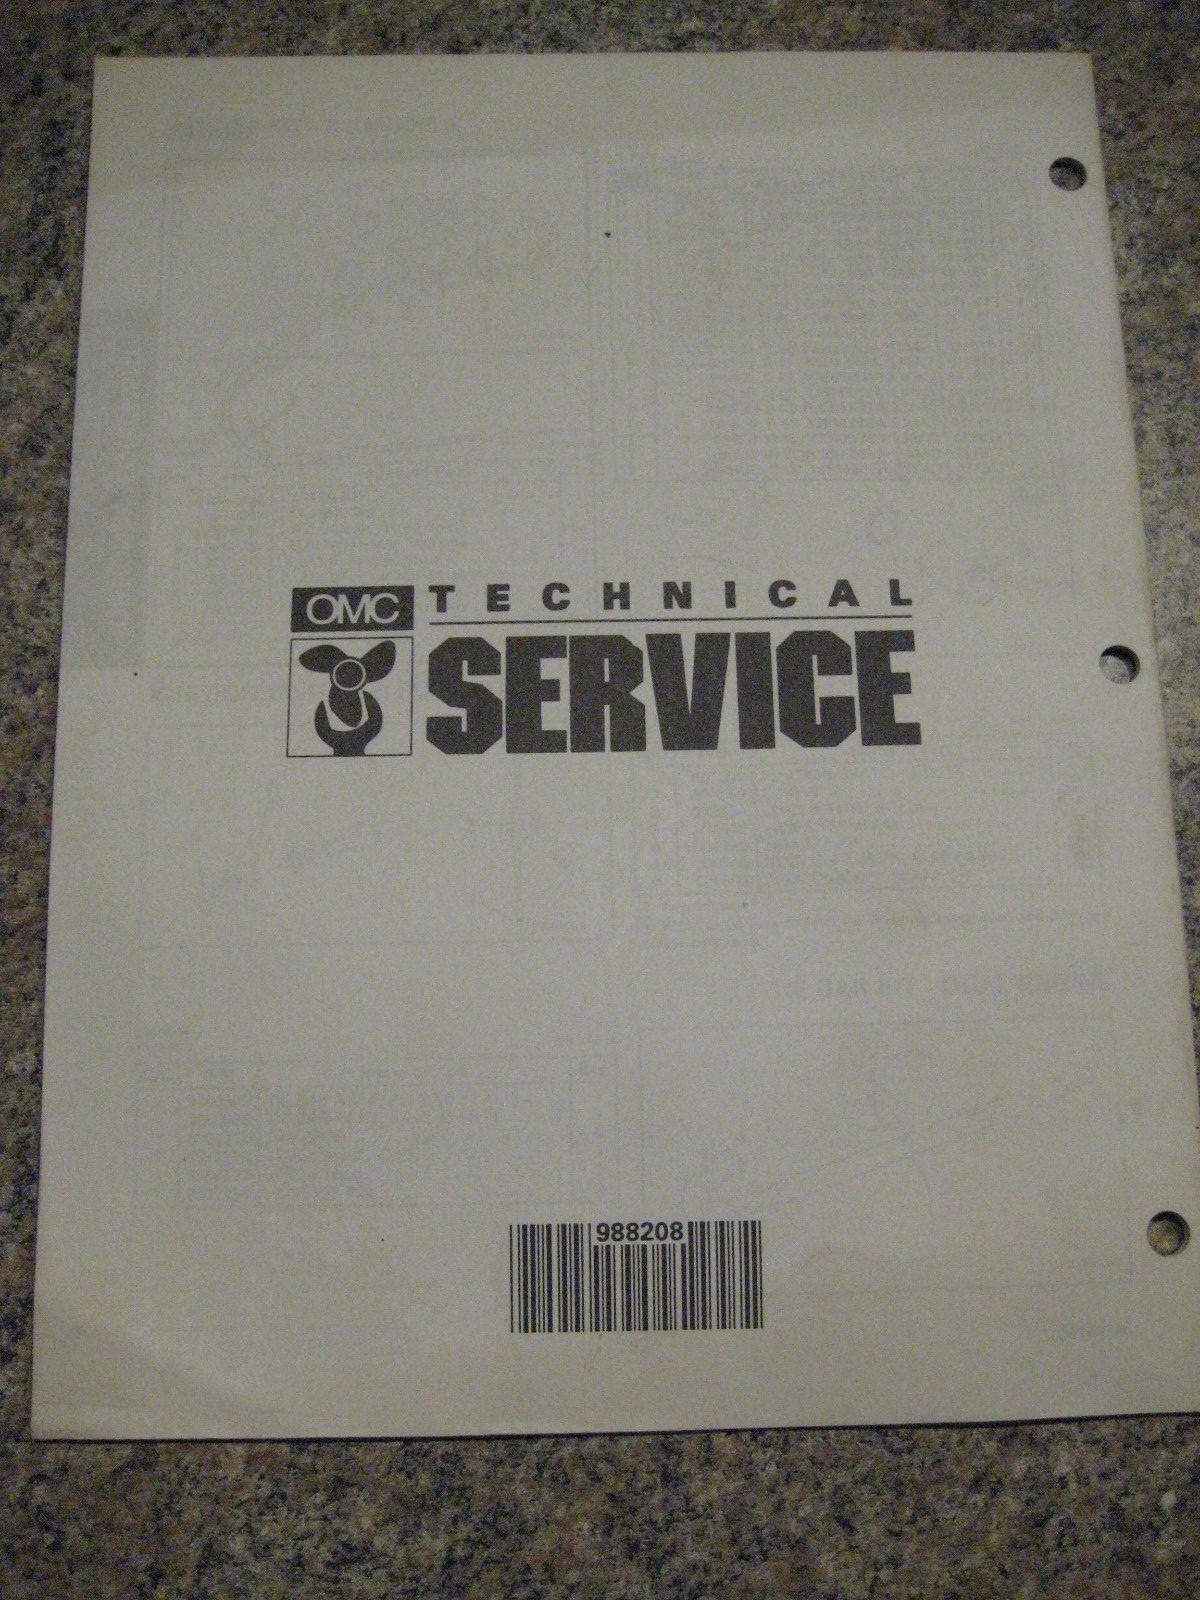 OMC
TECHNICAL
SERVICE
988208